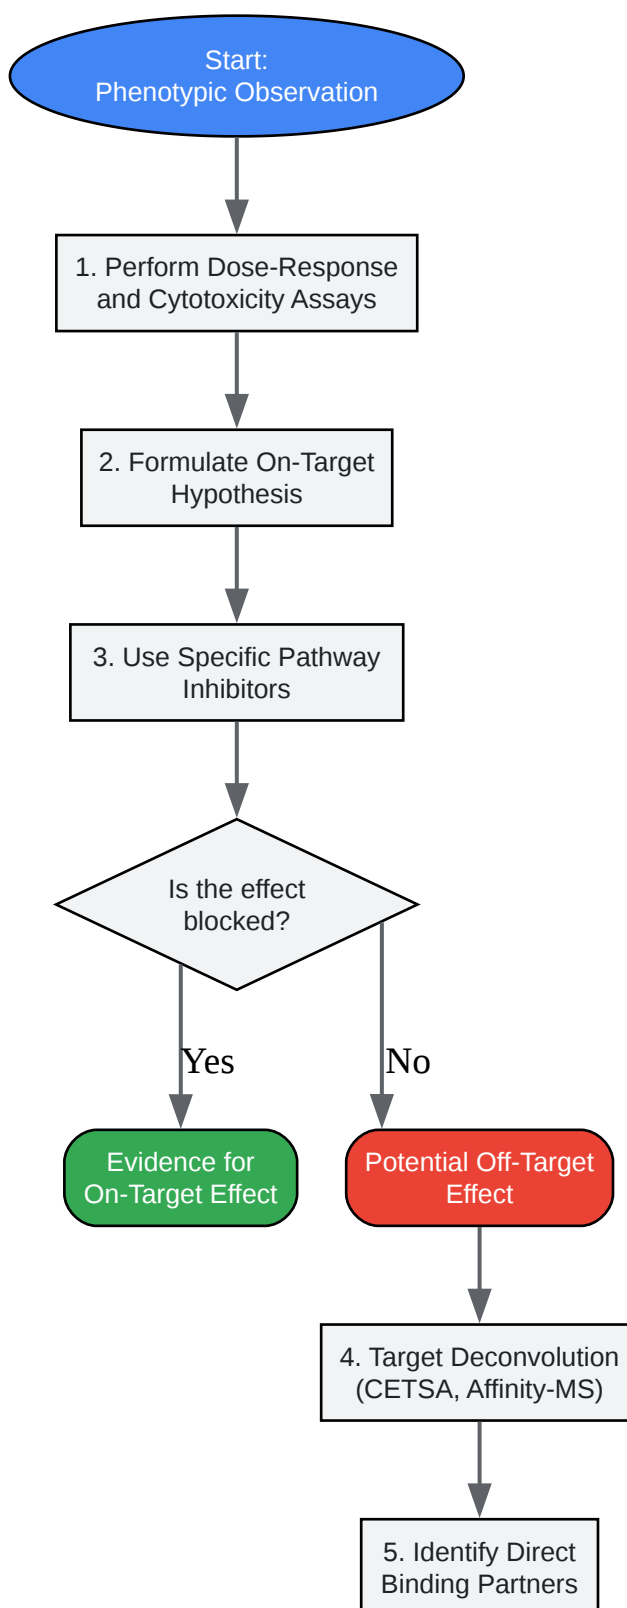 Start:
Phenotypic Observation
1. Perform Dose-Response
and Cytotoxicity Assays
2. Formulate On-Target
Hypothesis
3. Use Specific Pathway
Inhibitors
Is the effect
blocked?
Yes
No
Evidence for
On-Target Effect
Potential Off-Target
Effect
4. Target Deconvolution
(CETSA, Affinity-MS)
5. Identify Direct
Binding Partners